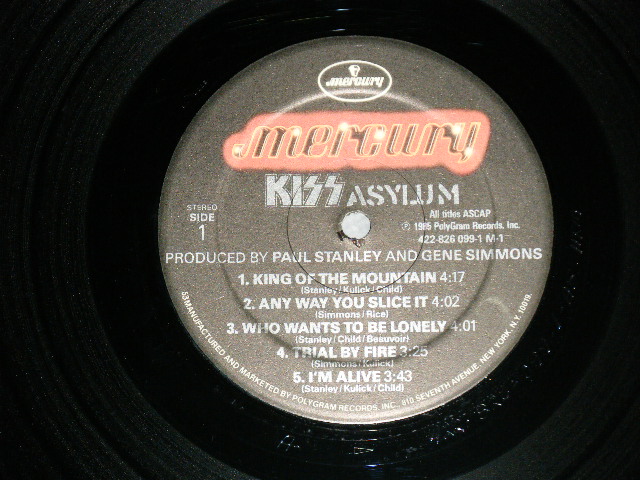 mercury
mercury
KISS ASYLUM
STEREO
SIDE
1
All titles ASCAP
℗ 1985 PolyGram Records, Inc.
422-826 099-1 M-1
PRODUCED BY PAUL STANLEY AND GENE SIMMONS
1. KING OF THE MOUNTAIN 4:17
(Stanley/Kulick/Child)
2. ANY WAY YOU SLICE IT 4:02
(Simmons/Rice)
3. WHO WANTS TO BE LONELY 4:01
(Stanley/Child/Beauvoir)
4. TRIAL BY FIRE 3:25
(Simmons/Kulick)
5. I'M ALIVE 3:43
(Stanley/Kulick/Child)
53MANUFACTURED AND MARKETED BY POLYGRAM RECORDS, INC., 810 SEVENTH AVENUE, NEW YORK, N.Y. 10019